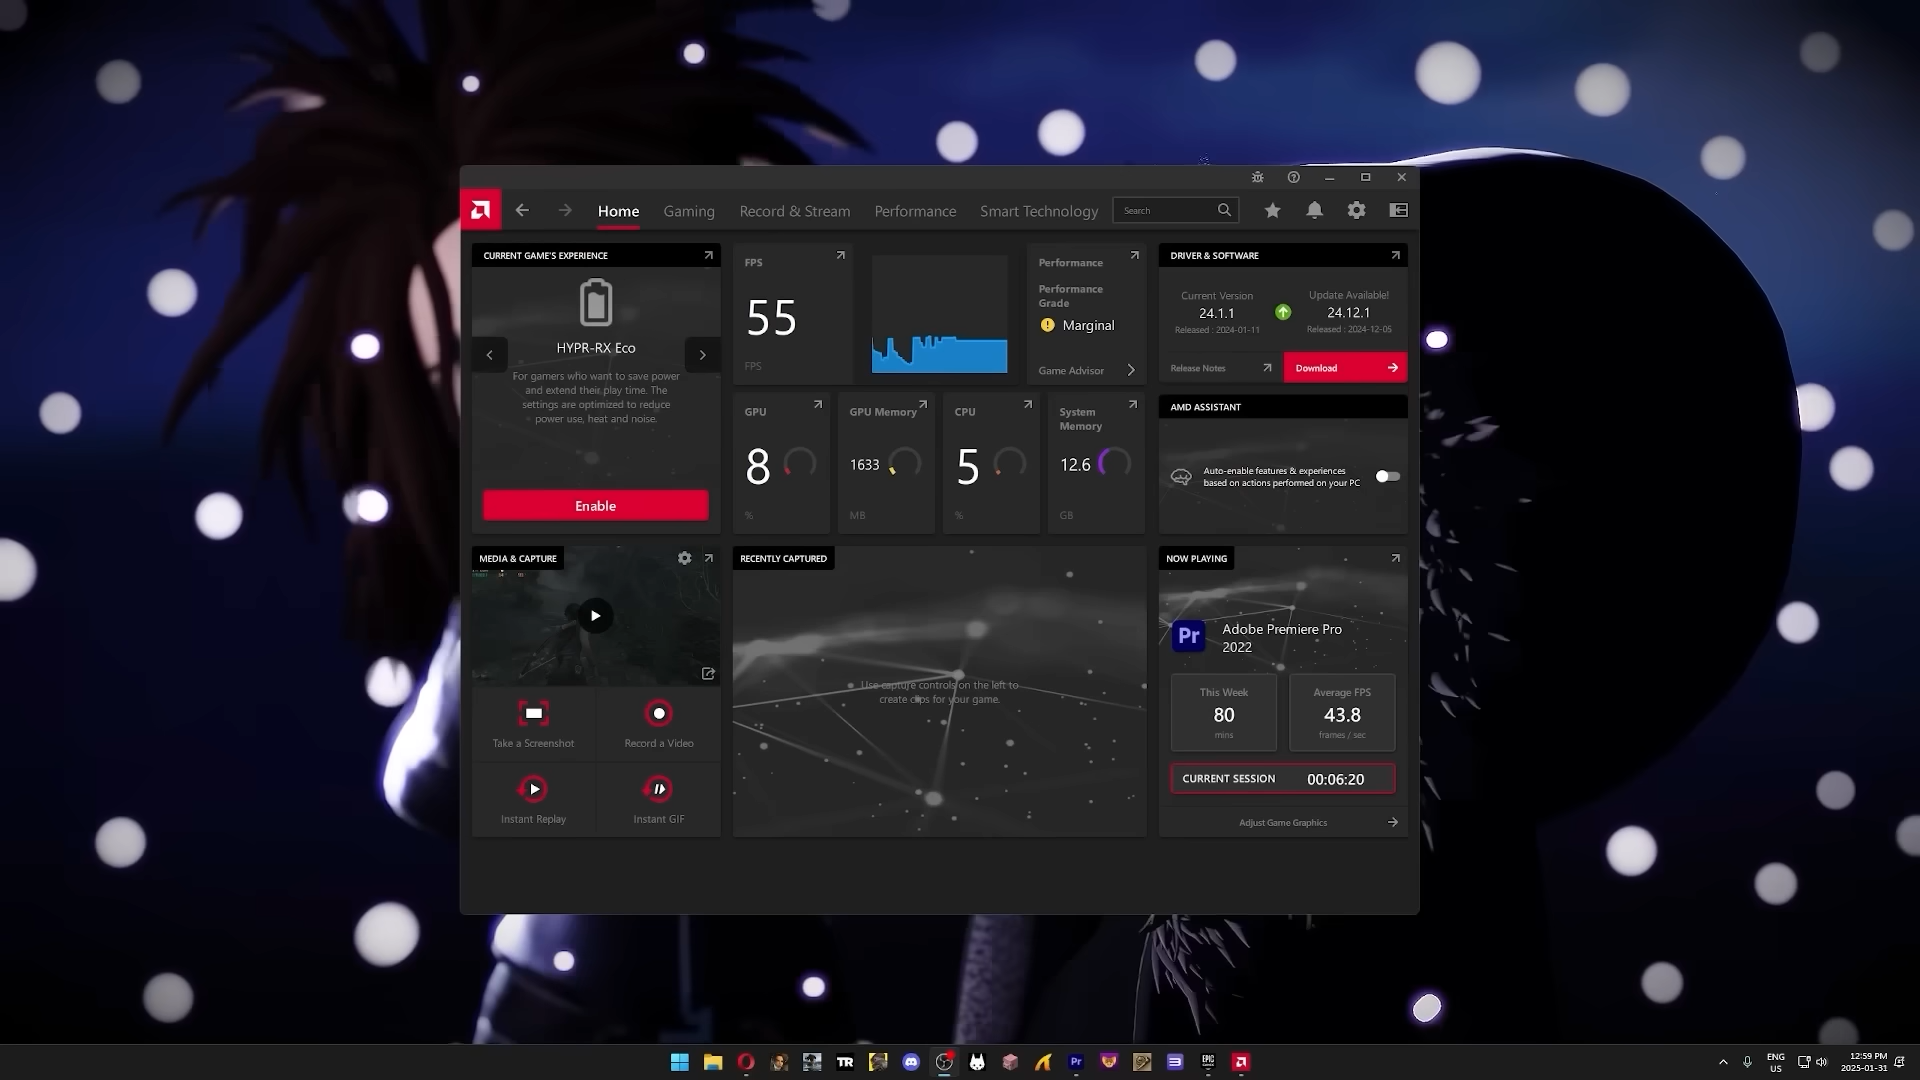 Home
Gaming
Record & Stream
Performance
Smart Technology
Search
CURRENT GAME'S EXPERIENCE
HYPR-RX Eco
For gamers who want to save power
and extend their play time. The
settings are optimized to reduce
power use, heat and noise.
Enable
FPS
55
FPS
Performance
Performance
Grade
Marginal
Game Advisor
GPU
8
%
GPU Memory
1633
MB
CPU
5
%
System
Memory
12.6
GB
DRIVER & SOFTWARE
Current Version
24.1.1
Released : 2024-01-11
Update Available!
24.12.1
Released : 2024-12-05
Release Notes
Download
AMD ASSISTANT
Auto-enable features & experiences
based on actions performed on your PC
MEDIA & CAPTURE
Take a Screenshot
Record a Video
Instant Replay
Instant GIF
RECENTLY CAPTURED
Use capture controls on the left to
create clips for your game.
NOW PLAYING
Pr
Adobe Premiere Pro
2022
This Week
80
mins
Average FPS
43.8
frames / sec
CURRENT SESSION 00:06:20
Adjust Game Graphics
TR
Pr
EPIC
ENG
US
12:59 PM
2025-01-31